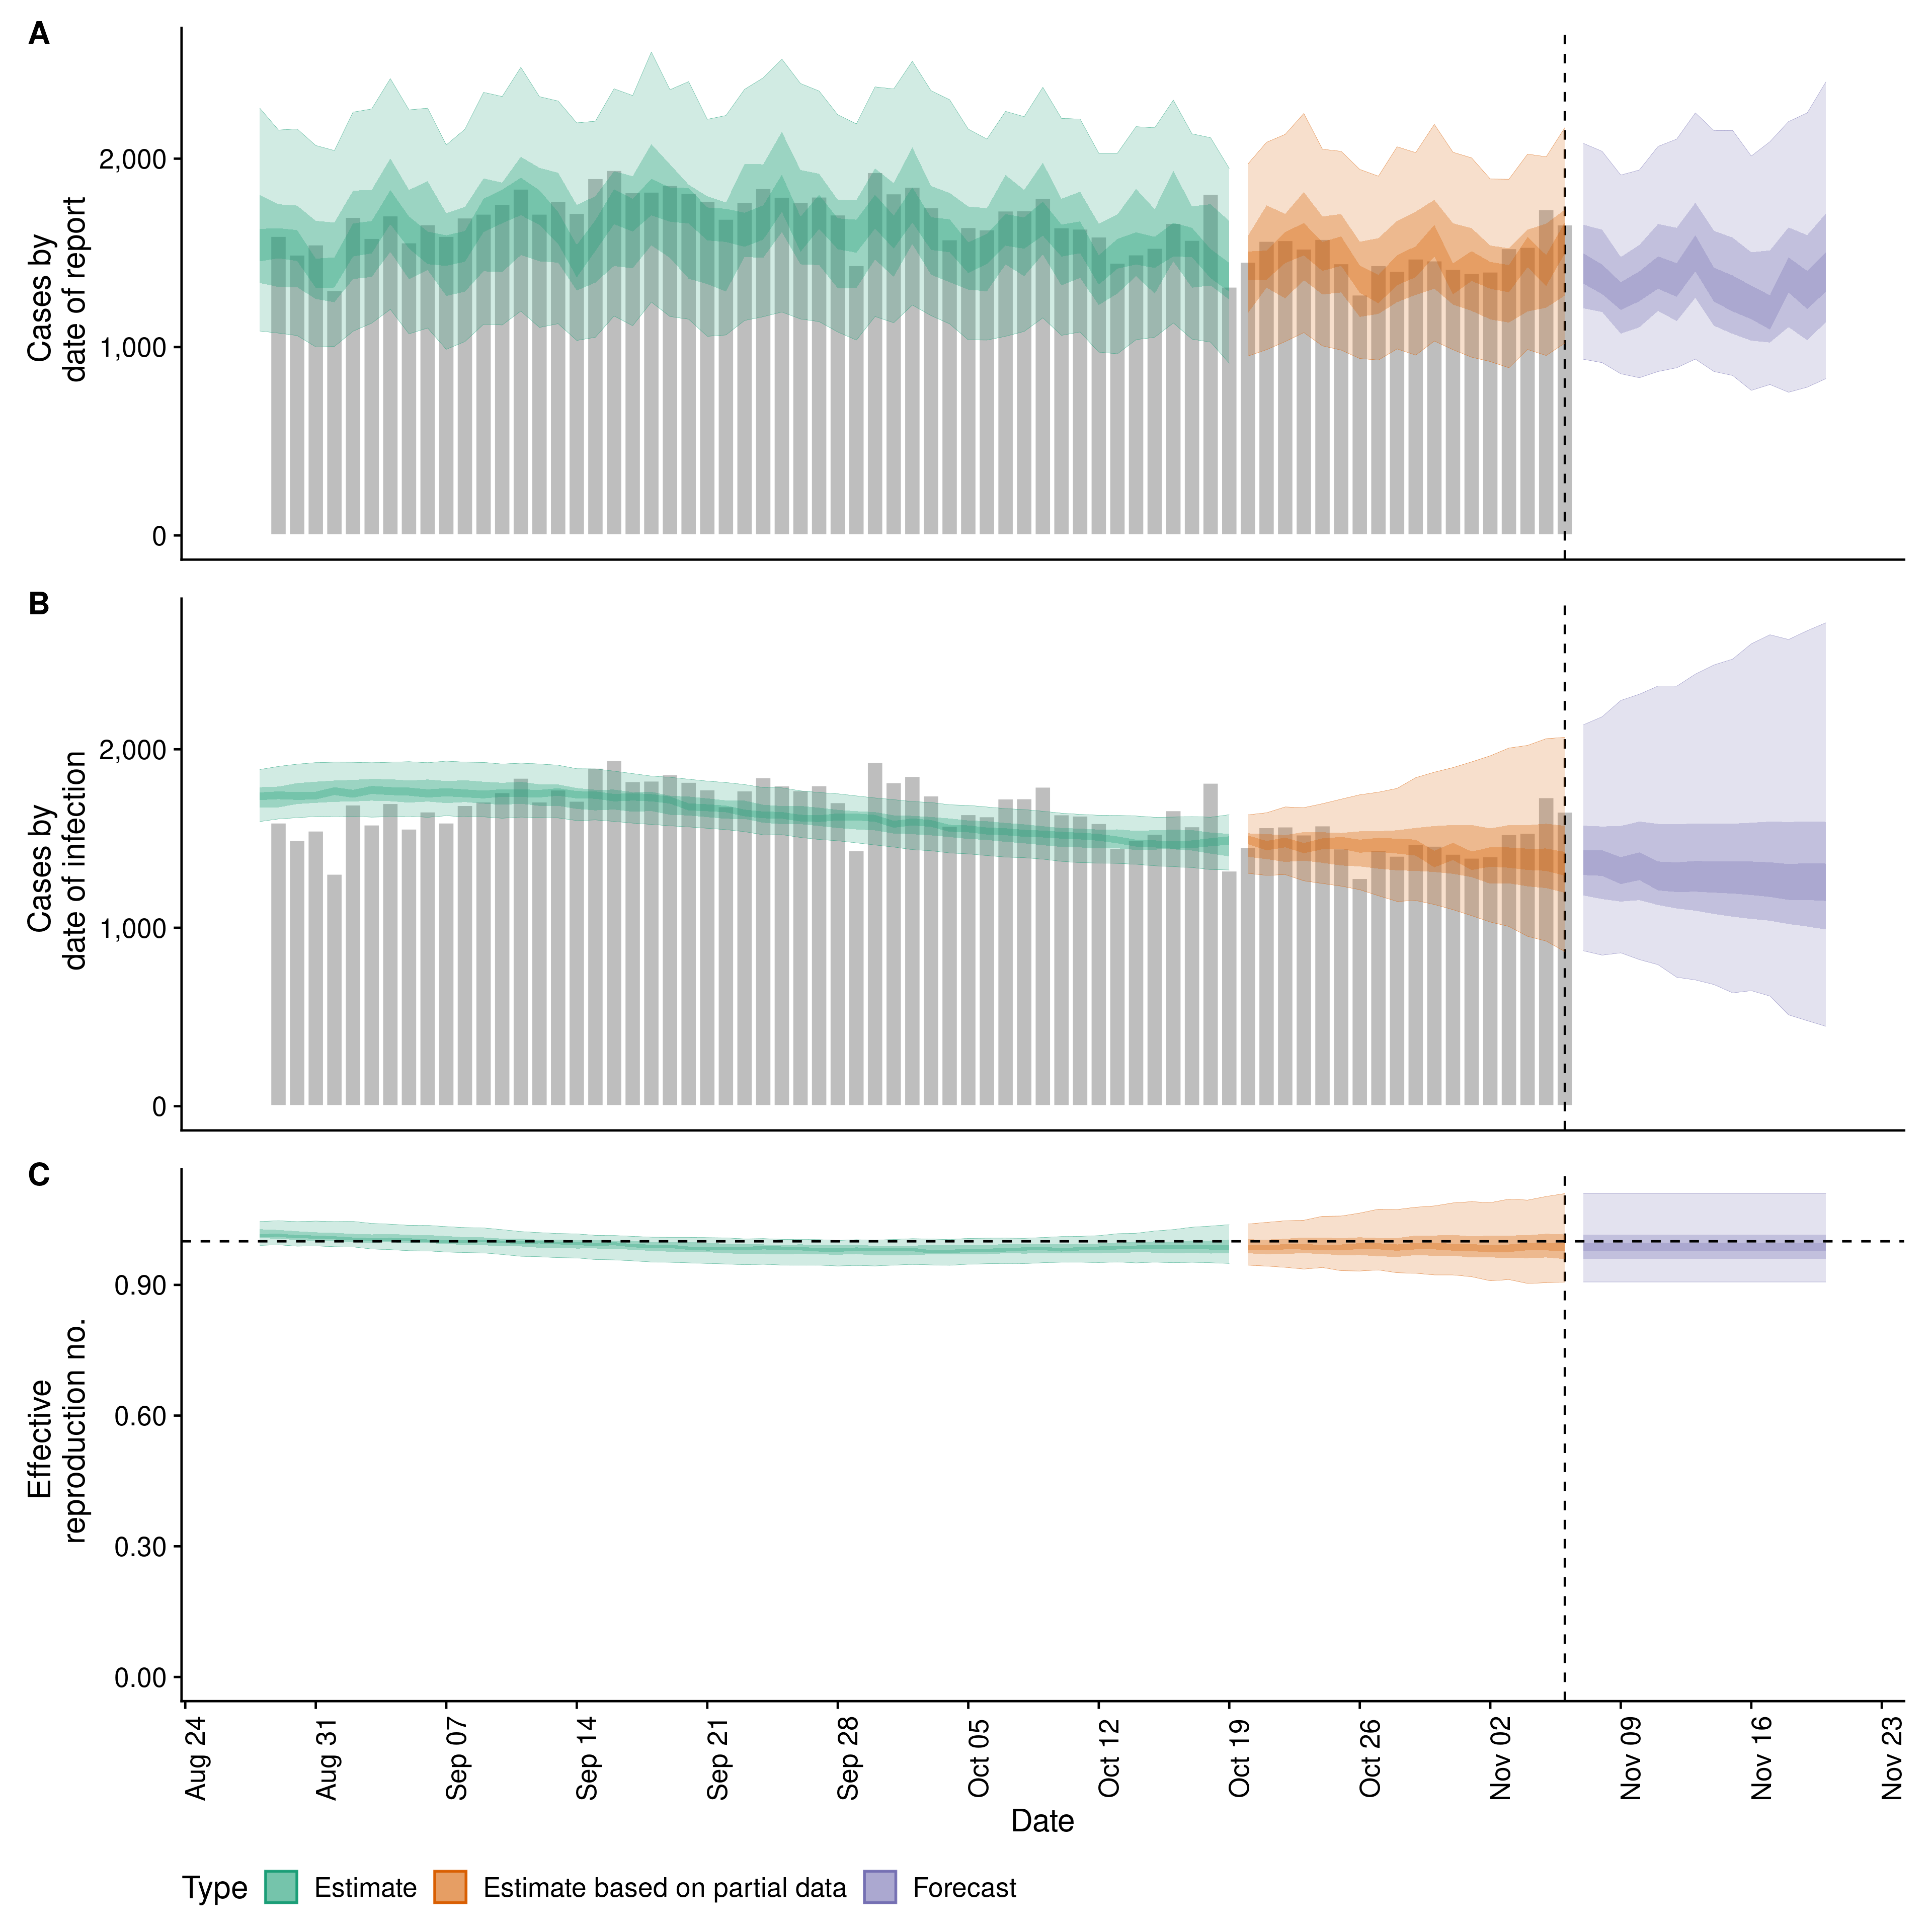 A
Cases by
date of report
2,000
1,000
0
B
Cases by
date of infection
2,000
1,000
0
C
Effective
reproduction no.
0.90
0.60
0.30
0.00
Aug 24
Aug 31
Sep 07
Sep 14
Sep 21
Sep 28
Oct 05
Oct 12
Oct 19
Oct 26
Nov 02
Nov 09
Nov 16
Nov 23
Date
Type Estimate Estimate based on partial data Forecast